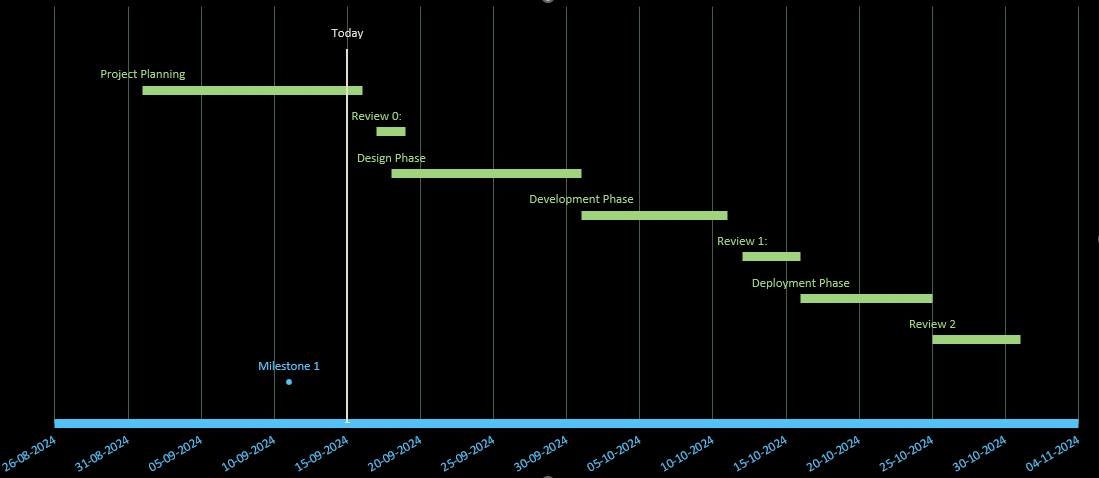 Today
Project Planning
Review 0:
Design Phase
Development Phase
Review 1:
Deployment Phase
Review 2
Milestone 1
26-08-2024
31-08-2024
05-09-2024
10-09-2024
15-09-2024
20-09-2024
25-09-2024
30-09-2024
05-10-2024
10-10-2024
15-10-2024
20-10-2024
25-10-2024
30-10-2024
04-11-2024